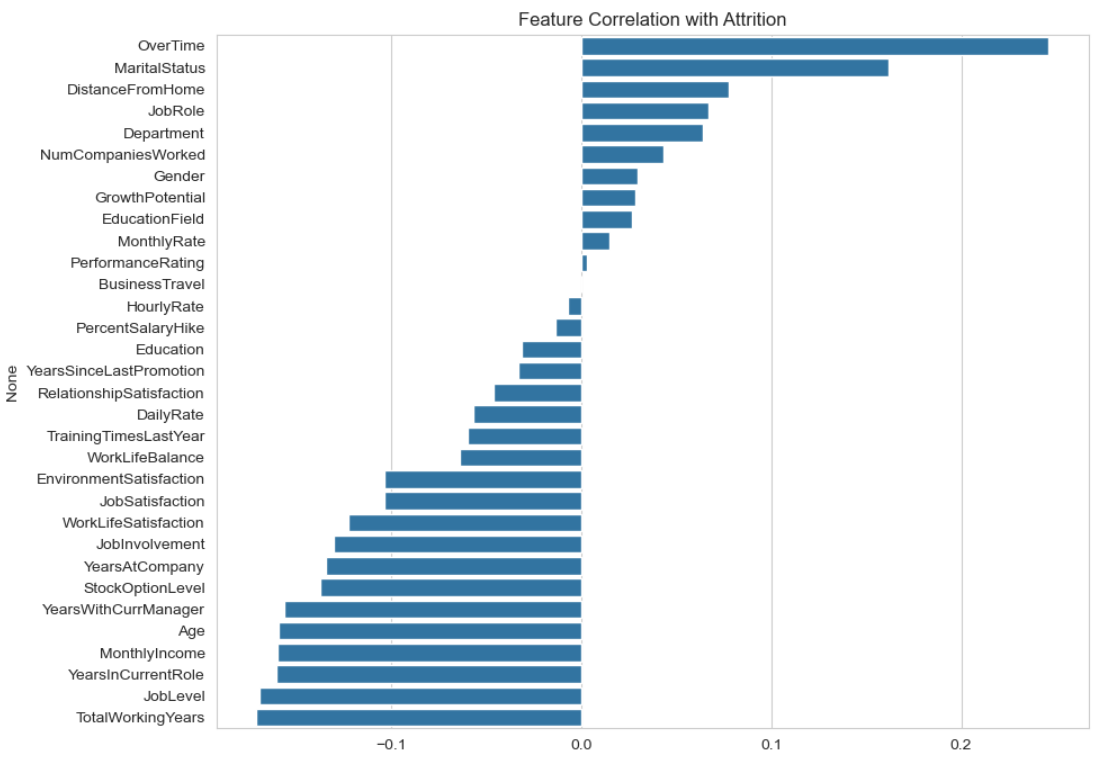 Feature Correlation with Attrition
OverTime
MaritalStatus
DistanceFromHome
JobRole
Department
NumCompaniesWorked
Gender
GrowthPotential
EducationField
MonthlyRate
PerformanceRating
BusinessTravel
HourlyRate
PercentSalaryHike
Education
YearsSinceLastPromotion
RelationshipSatisfaction
DailyRate
TrainingTimesLastYear
WorkLifeBalance
EnvironmentSatisfaction
JobSatisfaction
WorkLifeSatisfaction
JobInvolvement
YearsAtCompany
StockOptionLevel
YearsWithCurrManager
Age
MonthlyIncome
YearsInCurrentRole
JobLevel
TotalWorkingYears
None
−0.1 0.0 0.1 0.2